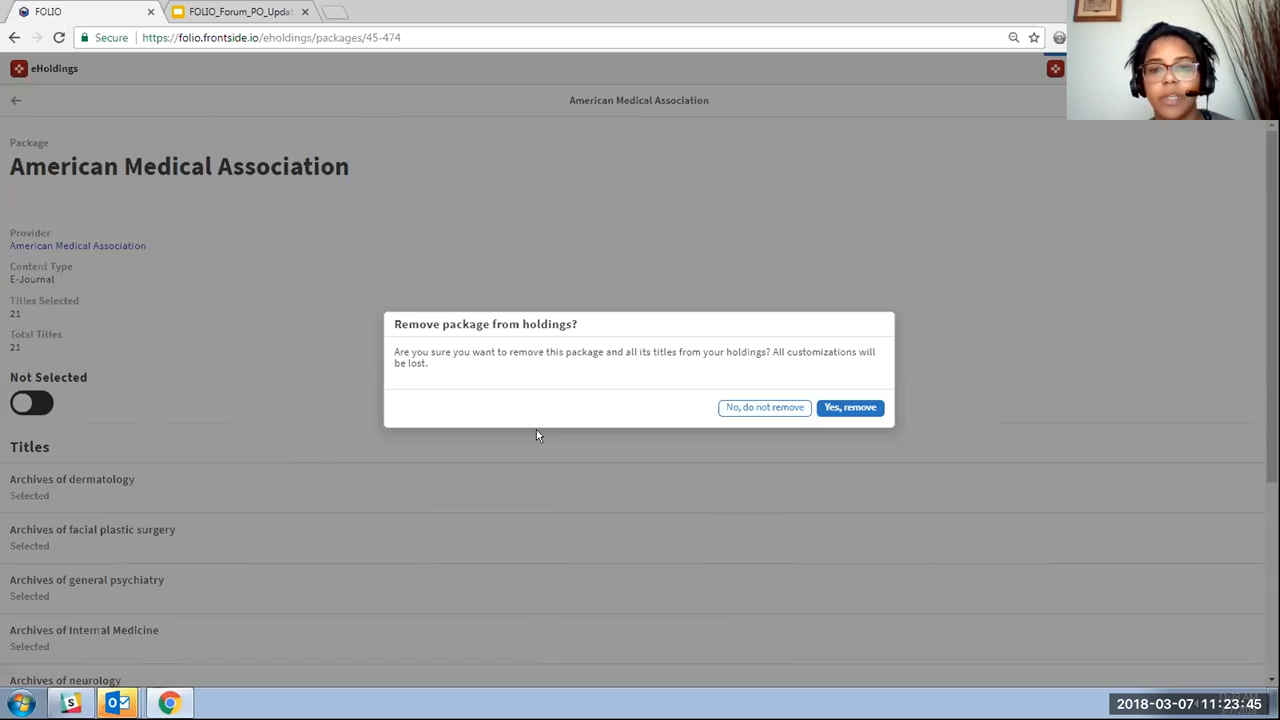 FOLIO
FOLIO_Forum_PO_Updat
Secure
https://folio.frontside.io/eholdings/packages/45-474
eHoldings
American Medical Association
Package
American Medical Association
Provider
American Medical Association
Content Type
E-Journal
Titles Selected
21
Total Titles
21
Not Selected
Remove package from holdings?
Are you sure you want to remove this package and all its titles from your holdings? All customizations will
be lost.
No, do not remove
Yes, remove
Titles
Archives of dermatology
Selected
Archives of facial plastic surgery
Selected
Archives of general psychiatry
Selected
Archives of Internal Medicine
Selected
Archives of neurology
2018-03-07 11:23:45